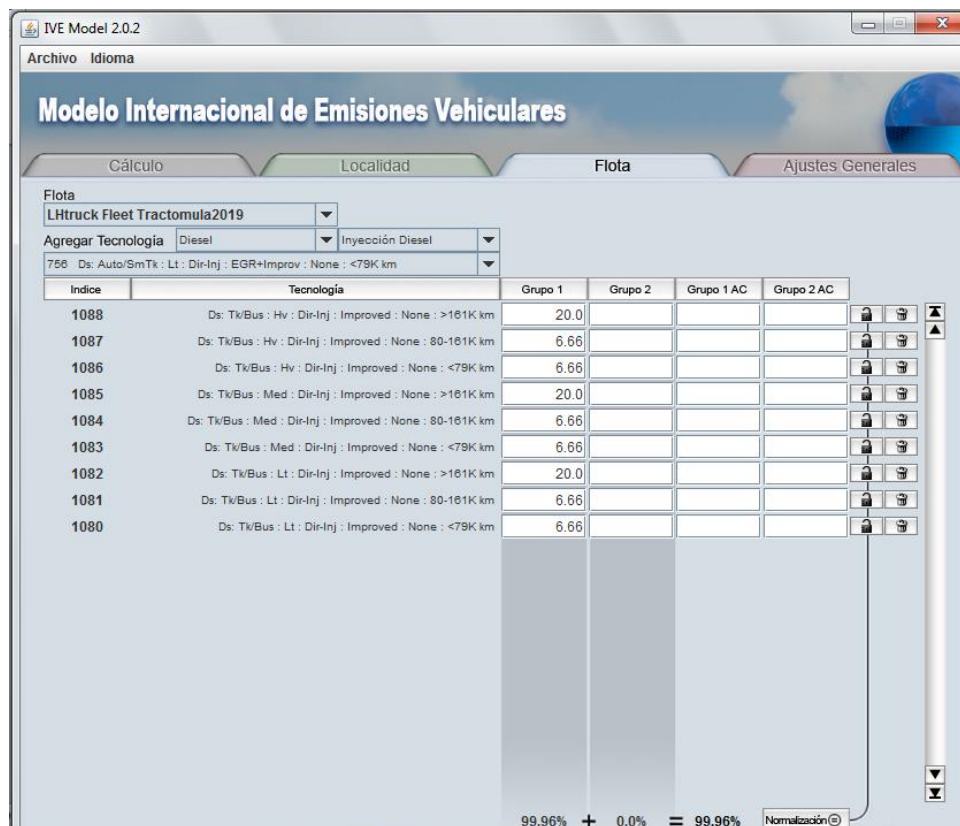 IVE Model 2.0.2
Archivo Idioma
Modelo Internacional de Emisiones Vehiculares
Cálculo Localidad Flota Ajustes Generales
Flota
LHtruck Fleet Tractomula2019
Agregar Tecnología Diesel Inyección Diesel
756 Ds: Auto/SmTk : Lt : Dir-Inj : EGR+Improv : None : <79K km
Indice Tecnología Grupo 1 Grupo 2 Grupo 1 AC Grupo 2 AC
1088 Ds: Tk/Bus : Hv : Dir-Inj : Improved : None : >161K km 20.0
1087 Ds: Tk/Bus : Hv : Dir-Inj : Improved : None : 80-161K km 6.66
1086 Ds: Tk/Bus : Hv : Dir-Inj : Improved : None : <79K km 6.66
1085 Ds: Tk/Bus : Med : Dir-Inj : Improved : None : >161K km 20.0
1084 Ds: Tk/Bus : Med : Dir-Inj : Improved : None : 80-161K km 6.66
1083 Ds: Tk/Bus : Med : Dir-Inj : Improved : None : <79K km 6.66
1082 Ds: Tk/Bus : Lt : Dir-Inj : Improved : None : >161K km 20.0
1081 Ds: Tk/Bus : Lt : Dir-Inj : Improved : None : 80-161K km 6.66
1080 Ds: Tk/Bus : Lt : Dir-Inj : Improved : None : <79K km 6.66
99.96% + 0.0% = 99.96% Normalización